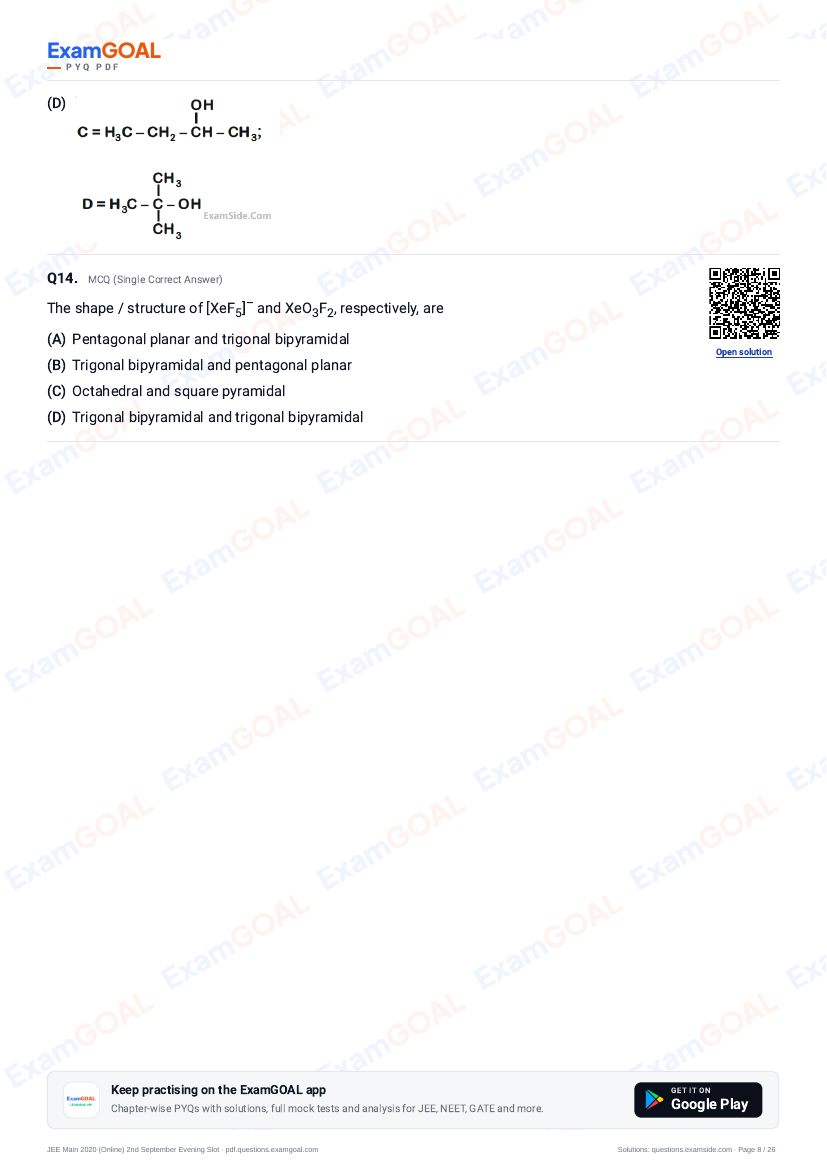 ExamGOAL
PYQ PDF
(D)
OH
C = H₃C – CH₂ – CH – CH₃;
CH₃
D = H₃C – C – OH
ExamSide.Com
CH₃
Q14. MCQ (Single Correct Answer)
The shape / structure of [XeF₅]⁻ and XeO₃F₂, respectively, are
(A) Pentagonal planar and trigonal bipyramidal
(B) Trigonal bipyramidal and pentagonal planar
(C) Octahedral and square pyramidal
(D) Trigonal bipyramidal and trigonal bipyramidal
Open solution
Keep practising on the ExamGOAL app
Chapter-wise PYQs with solutions, full mock tests and analysis for JEE, NEET, GATE and more.
GET IT ON
Google Play
JEE Main 2020 (Online) 2nd September Evening Slot · pdf.questions.examgoal.com
Solutions: questions.examside.com · Page 8 / 26